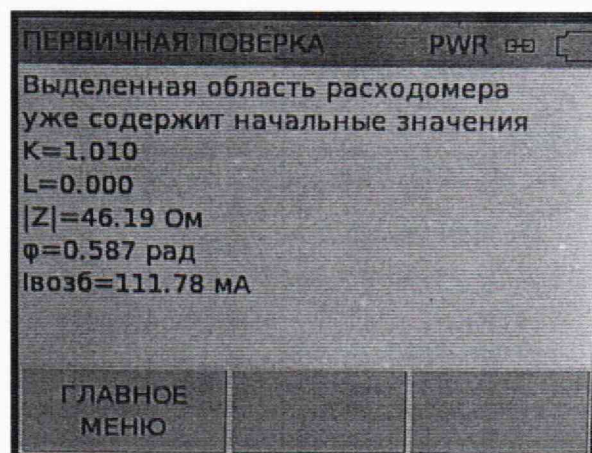 ПЕРВИЧНАЯ ПОВЕРКА PWR
Выделенная область расходомера
уже содержит начальные значения
K=1.010
L=0.000
|Z|=46.19 Ом
φ=0.587 рад
Iвозб=111.78 мА
ГЛАВНОЕ
МЕНЮ